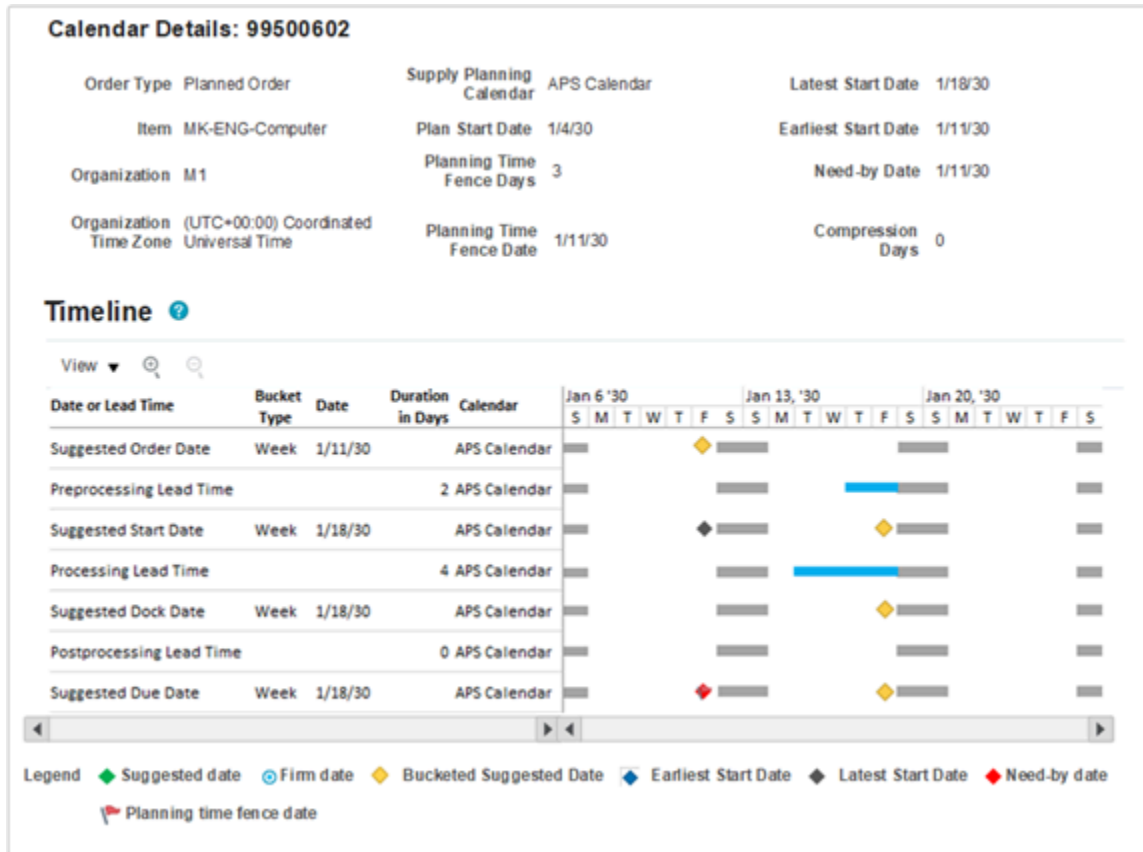 Calendar Details: 99500602
Order Type Planned Order Supply Planning Calendar APS Calendar Latest Start Date 1/18/30
Item MK-ENG-Computer Plan Start Date 1/4/30 Earliest Start Date 1/11/30
Organization M1 Planning Time Fence Days 3 Need-by Date 1/11/30
Organization Time Zone (UTC+00:00) Coordinated Universal Time Planning Time Fence Date 1/11/30 Compression Days 0
Timeline ?
View
Date or Lead Time Bucket Type Date Duration in Days Calendar Jan 6 '30 Jan 13, '30 Jan 20, '30
S M T W T F S S M T W T F S S M T W T F S
Suggested Order Date Week 1/11/30 APS Calendar
Preprocessing Lead Time 2 APS Calendar
Suggested Start Date Week 1/18/30 APS Calendar
Processing Lead Time 4 APS Calendar
Suggested Dock Date Week 1/18/30 APS Calendar
Postprocessing Lead Time 0 APS Calendar
Suggested Due Date Week 1/18/30 APS Calendar
Legend Suggested date Firm date Bucketed Suggested Date Earliest Start Date Latest Start Date Need-by date
Planning time fence date